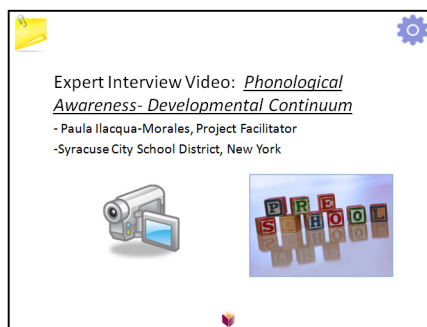 Expert Interview Video: Phonological
Awareness- Developmental Continuum
- Paula Ilacqua-Morales, Project Facilitator
-Syracuse City School District, New York
PRE
SCHOOL